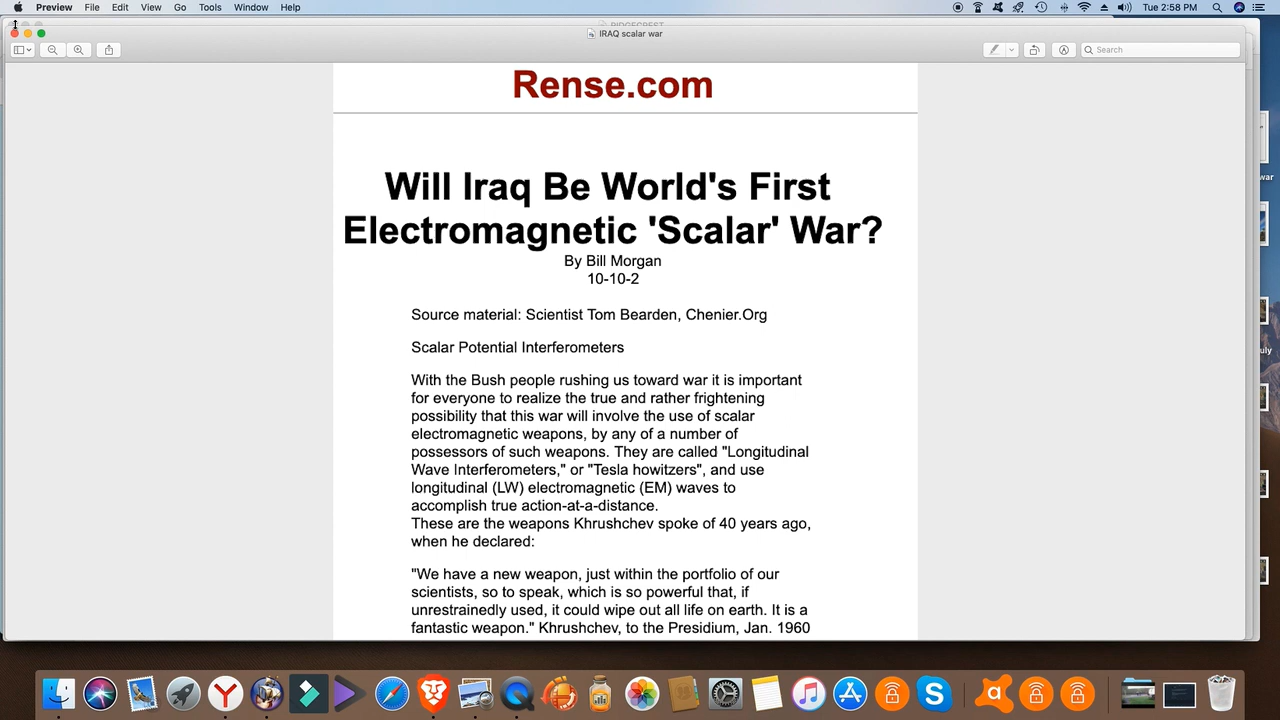 Preview File Edit View Go Tools Window Help
Tue 2:58 PM
RIDGECREST
IRAQ scalar war
Search
Rense.com
Will Iraq Be World's First
Electromagnetic 'Scalar' War?
By Bill Morgan
10-10-2
Source material: Scientist Tom Bearden, Chenier.Org
Scalar Potential Interferometers
With the Bush people rushing us toward war it is important
for everyone to realize the true and rather frightening
possibility that this war will involve the use of scalar
electromagnetic weapons, by any of a number of
possessors of such weapons. They are called "Longitudinal
Wave Interferometers," or "Tesla howitzers", and use
longitudinal (LW) electromagnetic (EM) waves to
accomplish true action-at-a-distance.
These are the weapons Khrushchev spoke of 40 years ago,
when he declared:
"We have a new weapon, just within the portfolio of our
scientists, so to speak, which is so powerful that, if
unrestrainedly used, it could wipe out all life on earth. It is a
fantastic weapon." Khrushchev, to the Presidium, Jan. 1960
war
uly